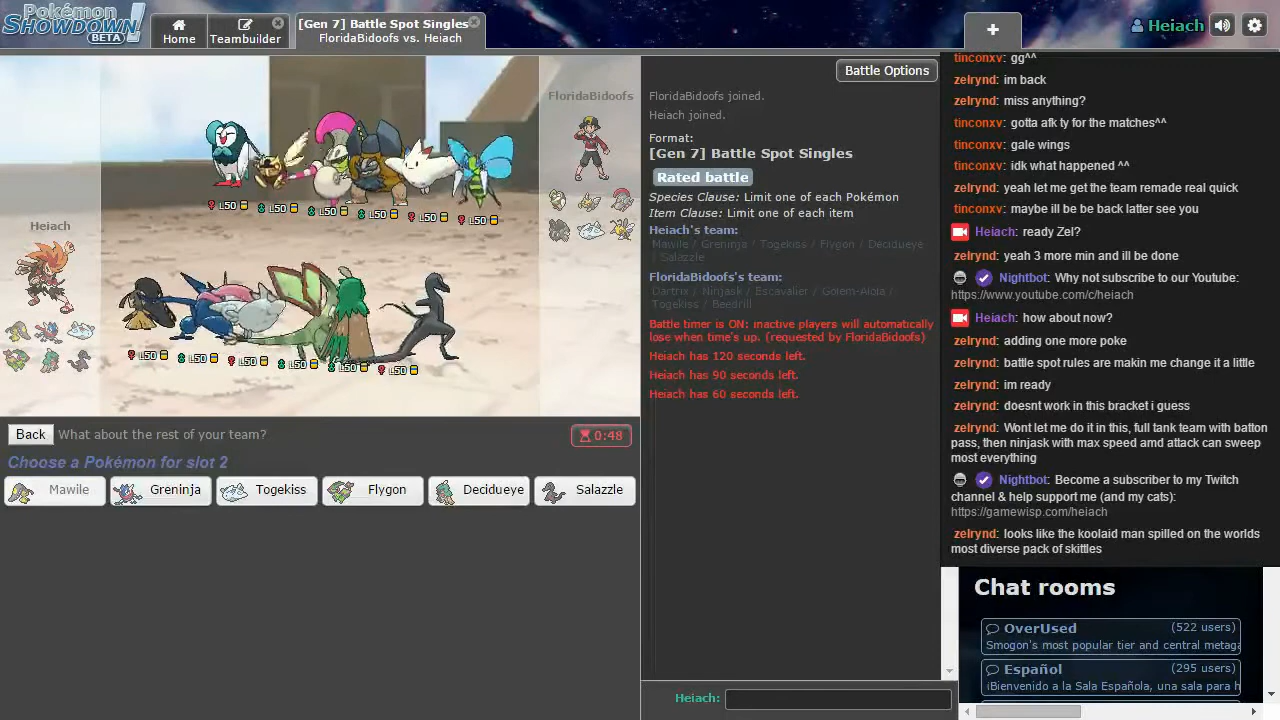 Pokémon
SHOWDOWN!
BETA
Home
Teambuilder
[Gen 7] Battle Spot Singles
FloridaBidoofs vs. Heiach
+
Heiach
FloridaBidoofs
L50 L50 L50 L50 L50 L50
Heiach
L50 L50 L50 L50 L50 L50
Back What about the rest of your team?
0:48
Choose a Pokémon for slot 2
Mawile Greninja Togekiss Flygon Decidueye Salazzle
Battle Options
FloridaBidoofs joined.
Heiach joined.
Format:
[Gen 7] Battle Spot Singles
Rated battle
Species Clause: Limit one of each Pokémon
Item Clause: Limit one of each item
Heiach's team:
Mawile / Greninja / Togekiss / Flygon / Decidueye
/ Salazzle
FloridaBidoofs's team:
Dartrix / Ninjask / Escavalier / Golem-Alola /
Togekiss / Beedrill
Battle timer is ON: inactive players will automatically
lose when time's up. (requested by FloridaBidoofs)
Heiach has 120 seconds left.
Heiach has 90 seconds left.
Heiach has 60 seconds left.
Heiach:
tinconxv: gg^^
zelrynd: im back
zelrynd: miss anything?
tinconxv: gotta afk ty for the matches^^
tinconxv: gale wings
tinconxv: idk what happened ^^
zelrynd: yeah let me get the team remade real quick
tinconxv: maybe ill be be back latter see you
Heiach: ready Zel?
zelrynd: yeah 3 more min and ill be done
Nightbot: Why not subscribe to our Youtube:
https://www.youtube.com/c/heiach
Heiach: how about now?
zelrynd: adding one more poke
zelrynd: battle spot rules are makin me change it a little
zelrynd: im ready
zelrynd: doesnt work in this bracket i guess
zelrynd: Wont let me do it in this, full tank team with batton
pass, then ninjask with max speed amd attack can sweep
most everything
Nightbot: Become a subscriber to my Twitch
channel & help support me (and my cats):
https://gamewisp.com/heiach
zelrynd: looks like the koolaid man spilled on the worlds
most diverse pack of skittles
Chat rooms
OverUsed (522 users)
Smogon's most popular tier and central metaga
Español (295 users)
¡Bienvenido a la Sala Española, una sala para h